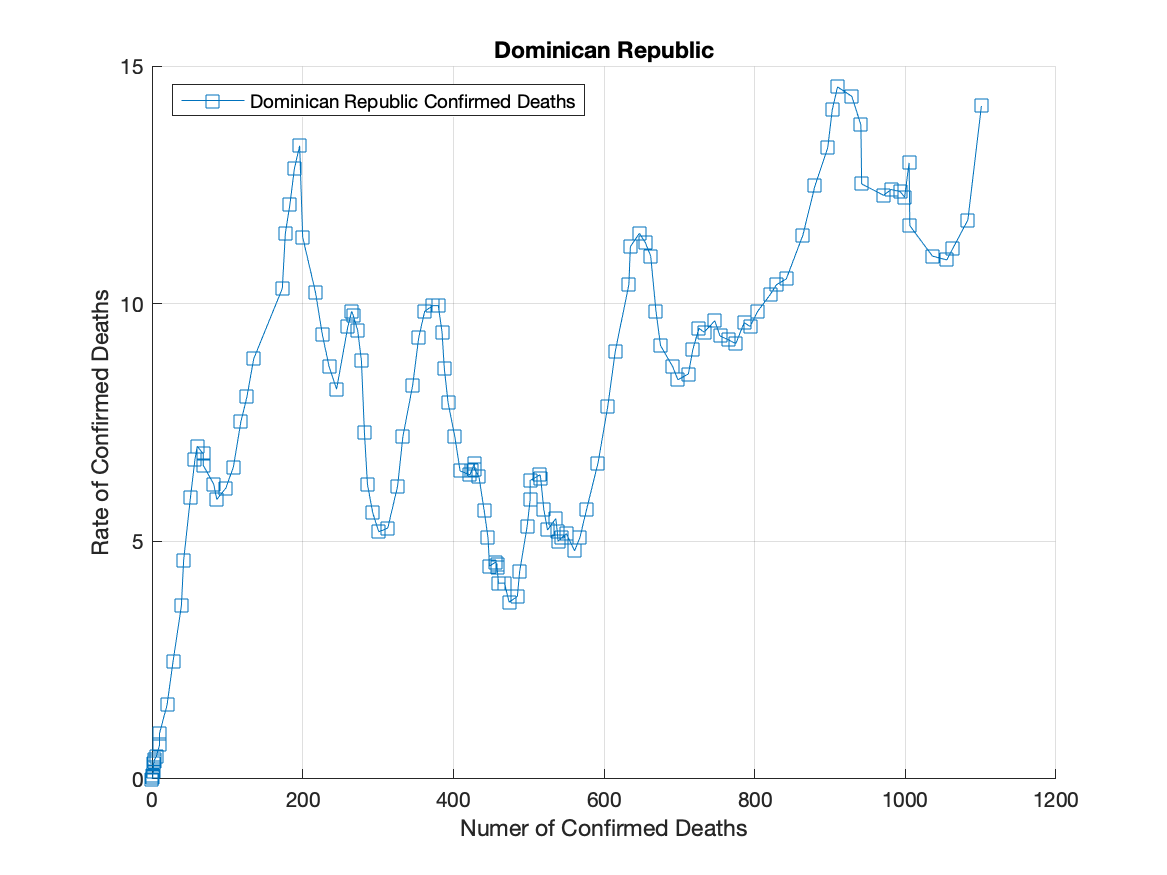 Dominican Republic
Dominican Republic Confirmed Deaths
Rate of Confirmed Deaths
15
10
5
0
0 200 400 600 800 1000 1200
Numer of Confirmed Deaths